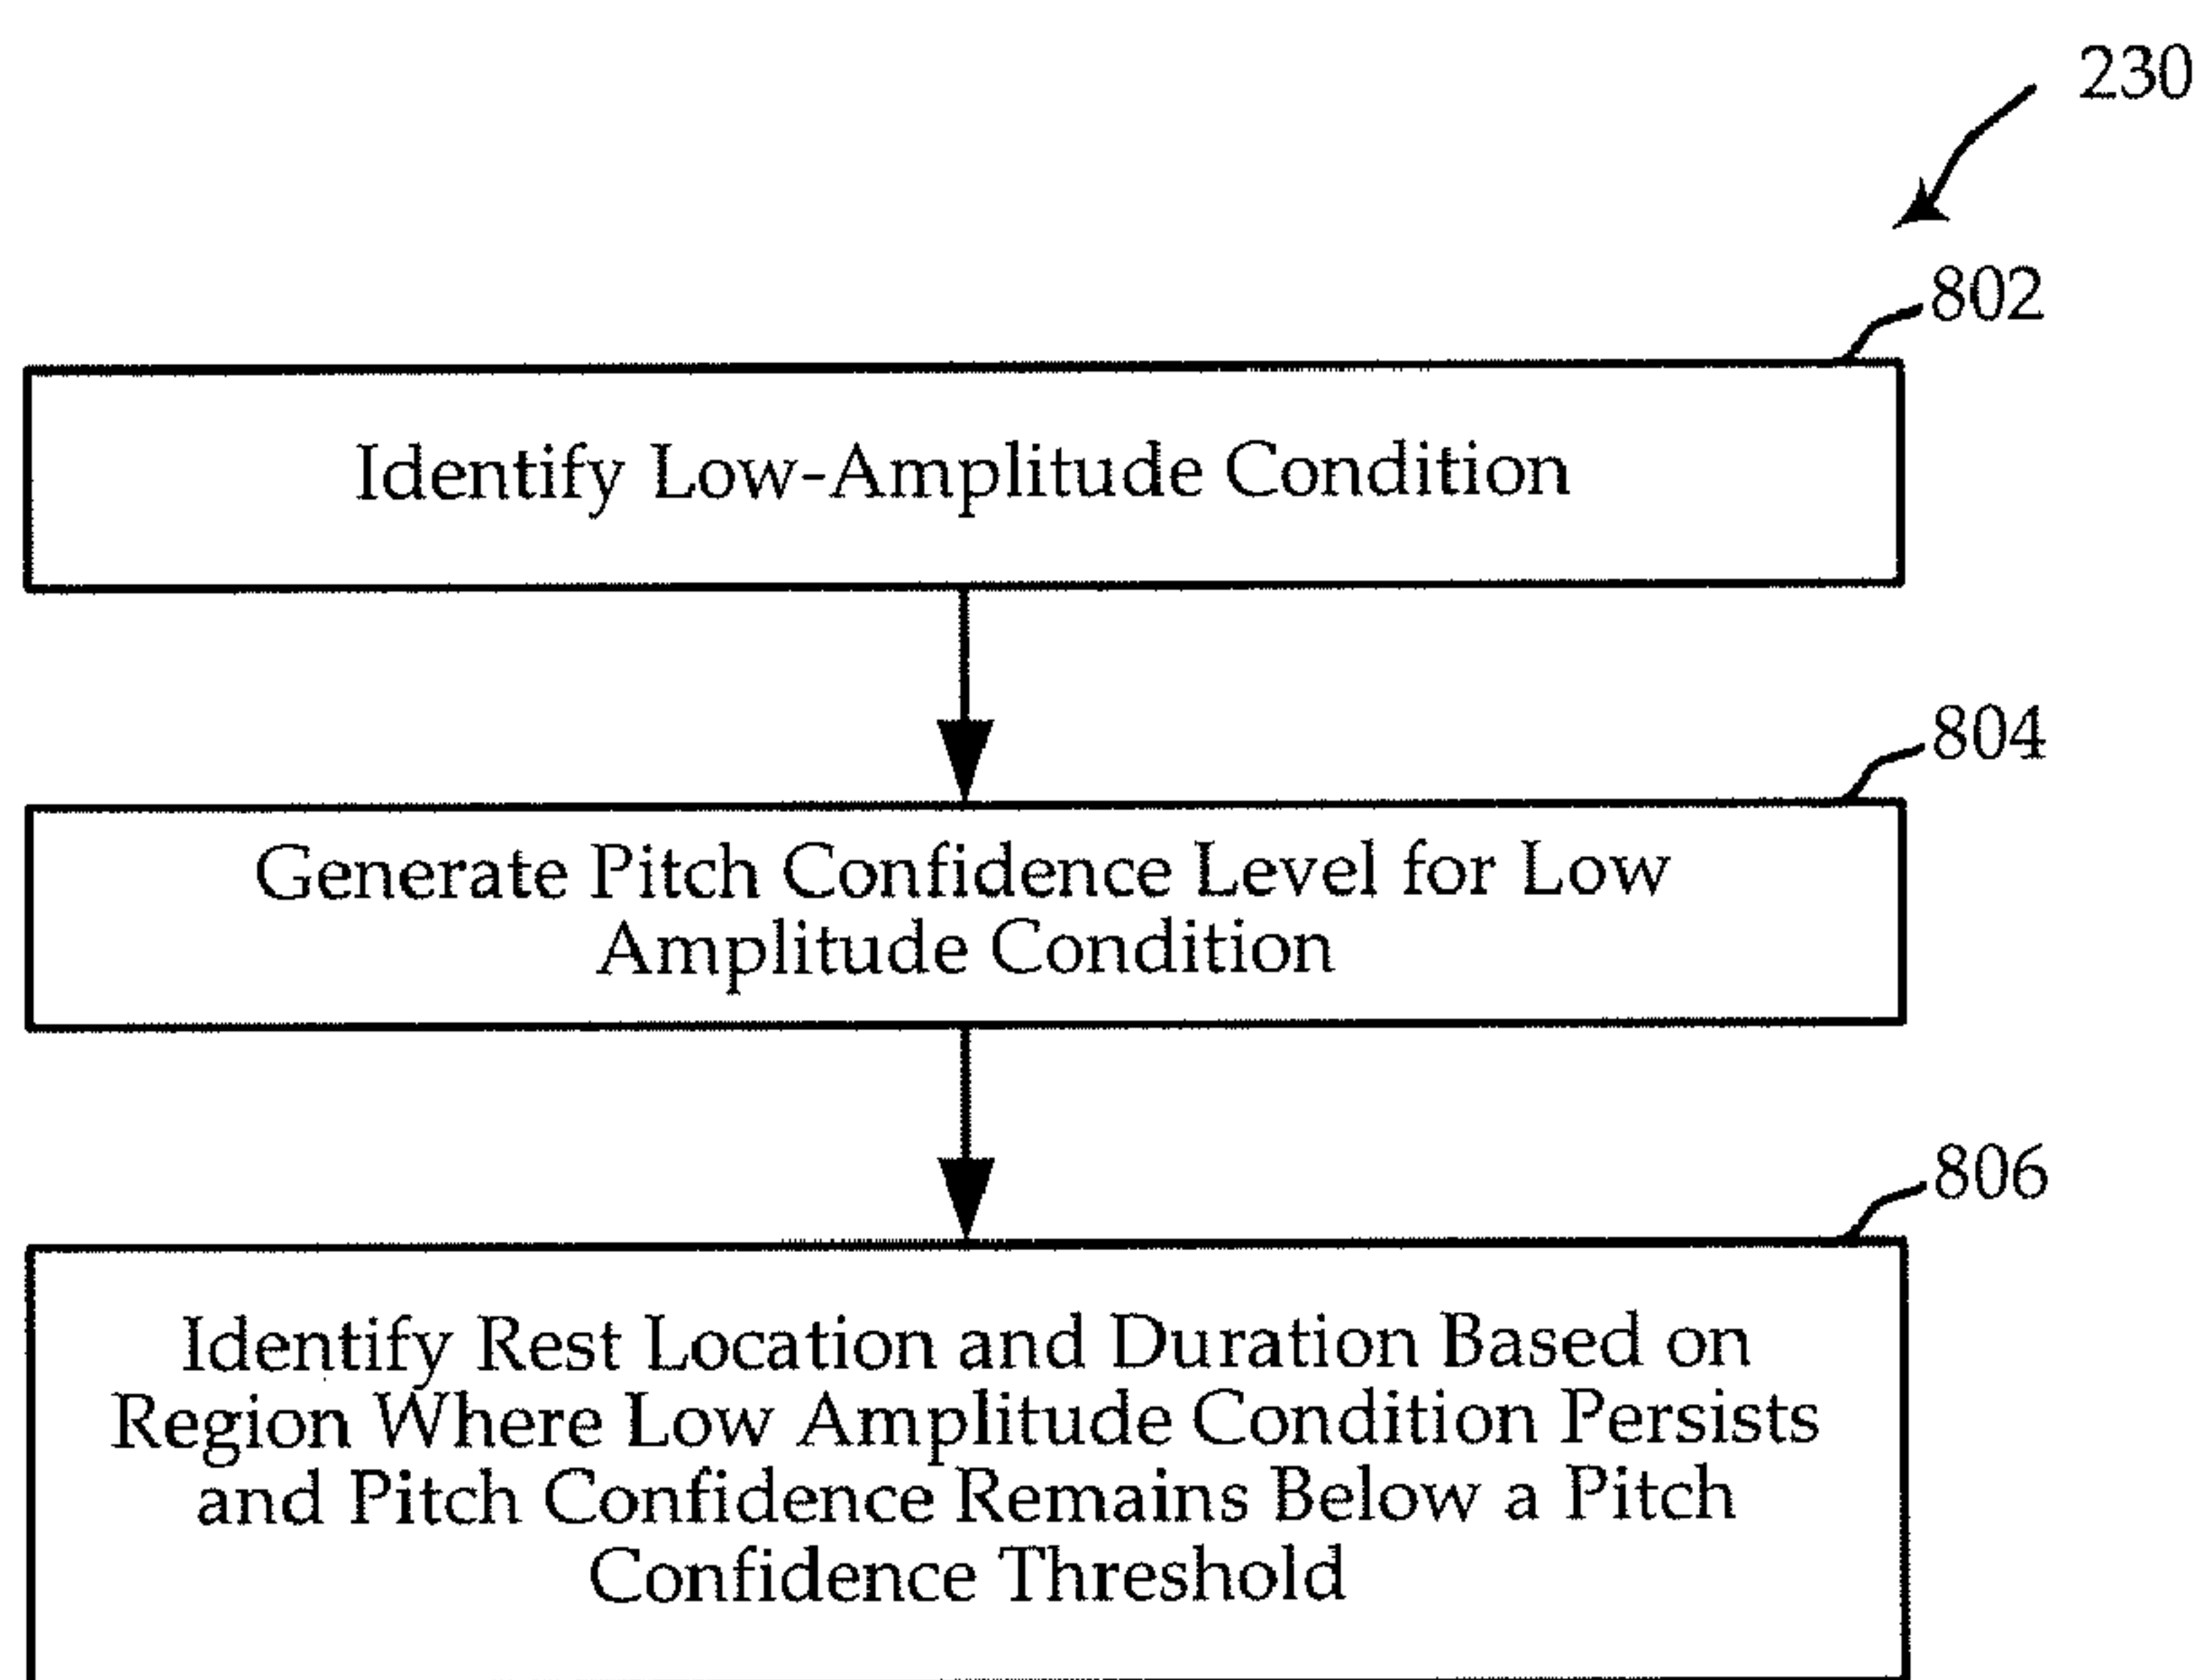 230
802
Identify Low-Amplitude Condition
804
Generate Pitch Confidence Level for Low
Amplitude Condition
806
Identify Rest Location and Duration Based on
Region Where Low Amplitude Condition Persists
and Pitch Confidence Remains Below a Pitch
Confidence Threshold